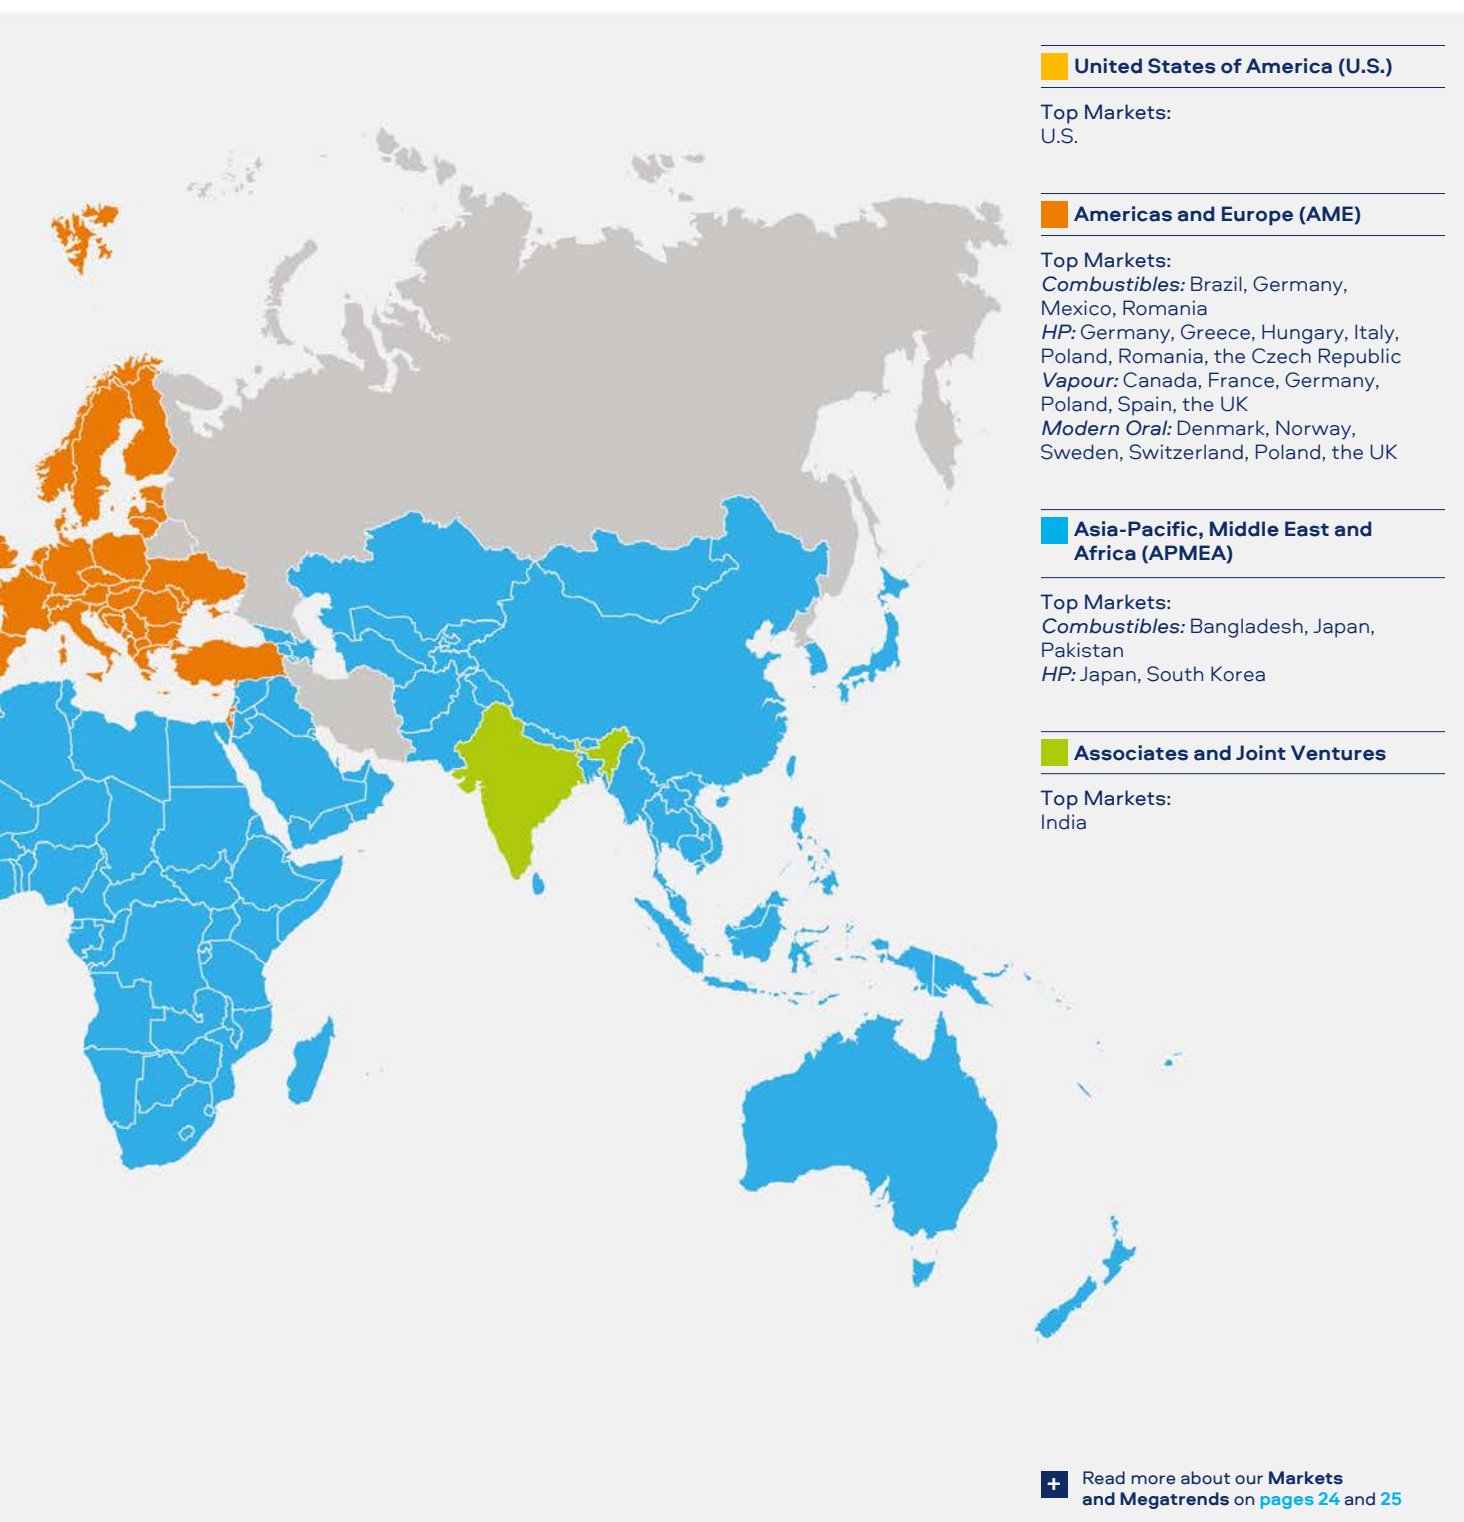 United States of America (U.S.)
Top Markets:
U.S.
Americas and Europe (AME)
Top Markets:
Combustibles: Brazil, Germany,
Mexico, Romania
HP: Germany, Greece, Hungary, Italy,
Poland, Romania, the Czech Republic
Vapour: Canada, France, Germany,
Poland, Spain, the UK
Modern Oral: Denmark, Norway,
Sweden, Switzerland, Poland, the UK
Asia-Pacific, Middle East and
Africa (APMEA)
Top Markets:
Combustibles: Bangladesh, Japan,
Pakistan
HP: Japan, South Korea
Associates and Joint Ventures
Top Markets:
India
+ Read more about our Markets
and Megatrends on pages 24 and 25